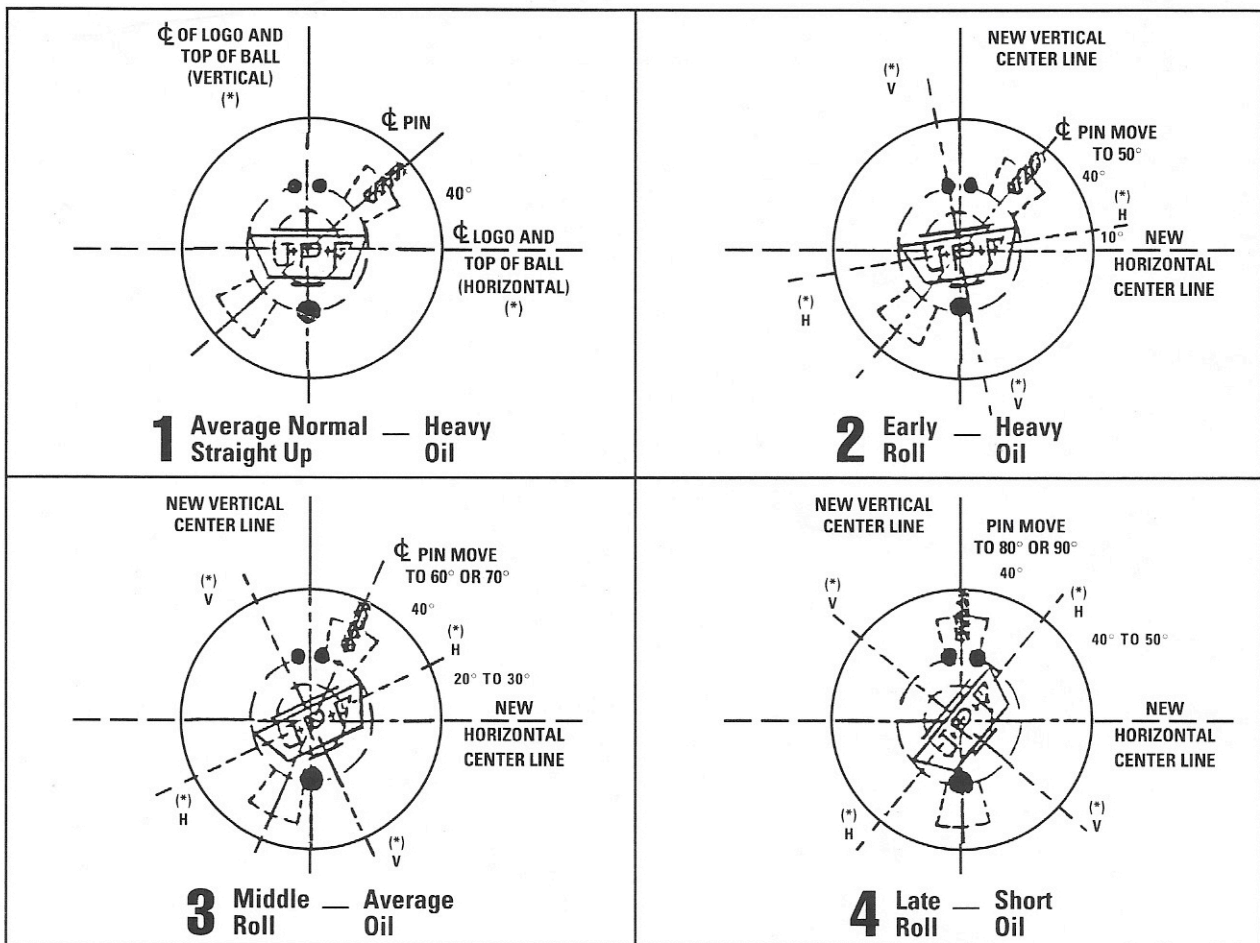 ℄ OF LOGO AND
TOP OF BALL
(VERTICAL)
(*)
℄ PIN
40°
℄ LOGO AND
TOP OF BALL
(HORIZONTAL)
(*)
1 Average Normal — Heavy
Straight Up Oil
NEW VERTICAL
CENTER LINE
(*)
V
℄ PIN MOVE
TO 50°
40°
(*)
H
10°
NEW
HORIZONTAL
CENTER LINE
(*)
H
(*)
V
2 Early — Heavy
Roll Oil
NEW VERTICAL
CENTER LINE
(*)
V
℄ PIN MOVE
TO 60° OR 70°
40°
(*)
H
20° TO 30°
NEW
HORIZONTAL
CENTER LINE
(*)
H
(*)
V
3 Middle — Average
Roll Oil
NEW VERTICAL
CENTER LINE
PIN MOVE
TO 80° OR 90°
40°
(*)
V
(*)
H
40° TO 50°
NEW
HORIZONTAL
CENTER LINE
(*)
H
(*)
V
4 Late — Short
Roll Oil